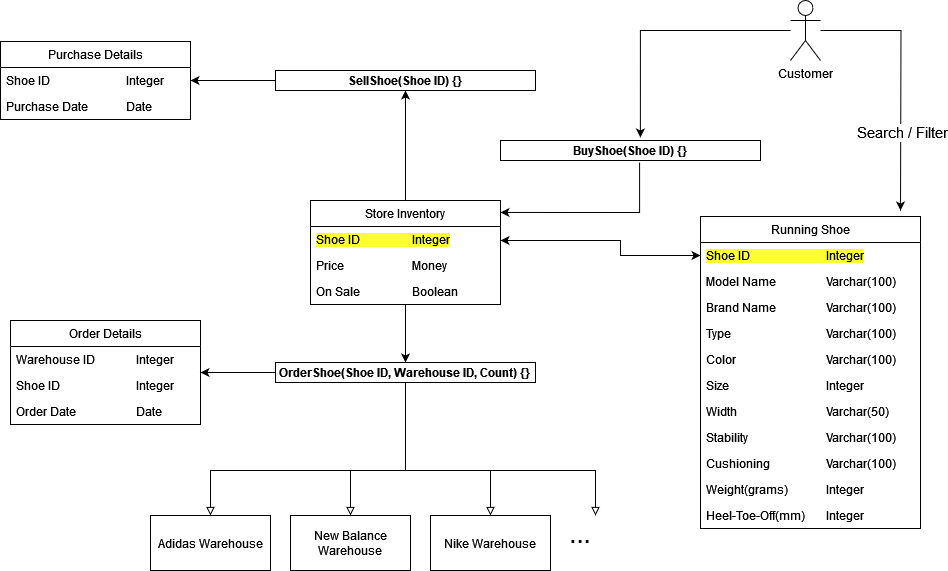 Customer
Search / Filter
Purchase Details
Shoe ID Integer
Purchase Date Date
SellShoe(Shoe ID) {}
BuyShoe(Shoe ID) {}
Store Inventory
Shoe ID Integer
Price Money
On Sale Boolean
Running Shoe
Shoe ID Integer
Model Name Varchar(100)
Brand Name Varchar(100)
Type Varchar(100)
Color Varchar(100)
Size Integer
Width Varchar(50)
Stability Varchar(100)
Cushioning Varchar(100)
Weight(grams) Integer
Heel-Toe-Off(mm) Integer
Order Details
Warehouse ID Integer
Shoe ID Integer
Order Date Date
OrderShoe(Shoe ID, Warehouse ID, Count) {}
Adidas Warehouse
New Balance
Warehouse
Nike Warehouse
...